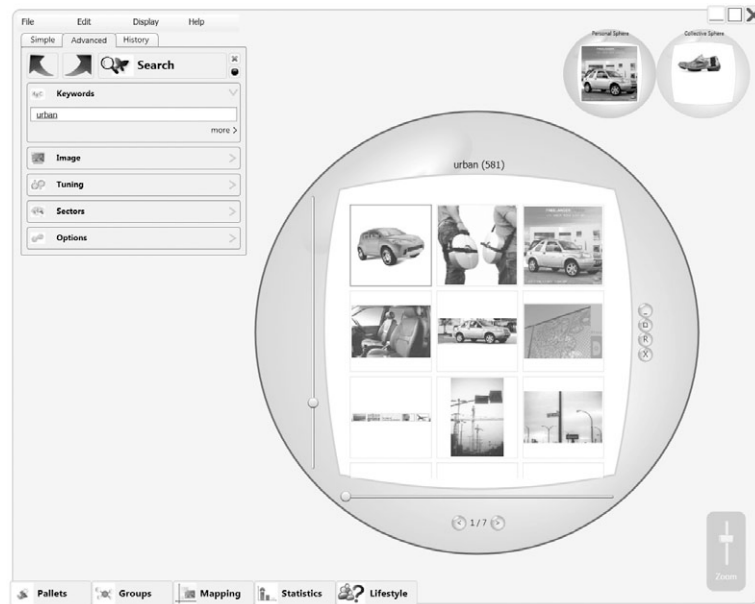 File Edit Display Help
Simple Advanced History
Search
Keywords
urban
more >
Image
Tuning
Sectors
Options
Personal Sphere
Collective Sphere
urban (581)
D
R
X
1/7
Zoom
Pallets Groups Mapping Statistics Lifestyle